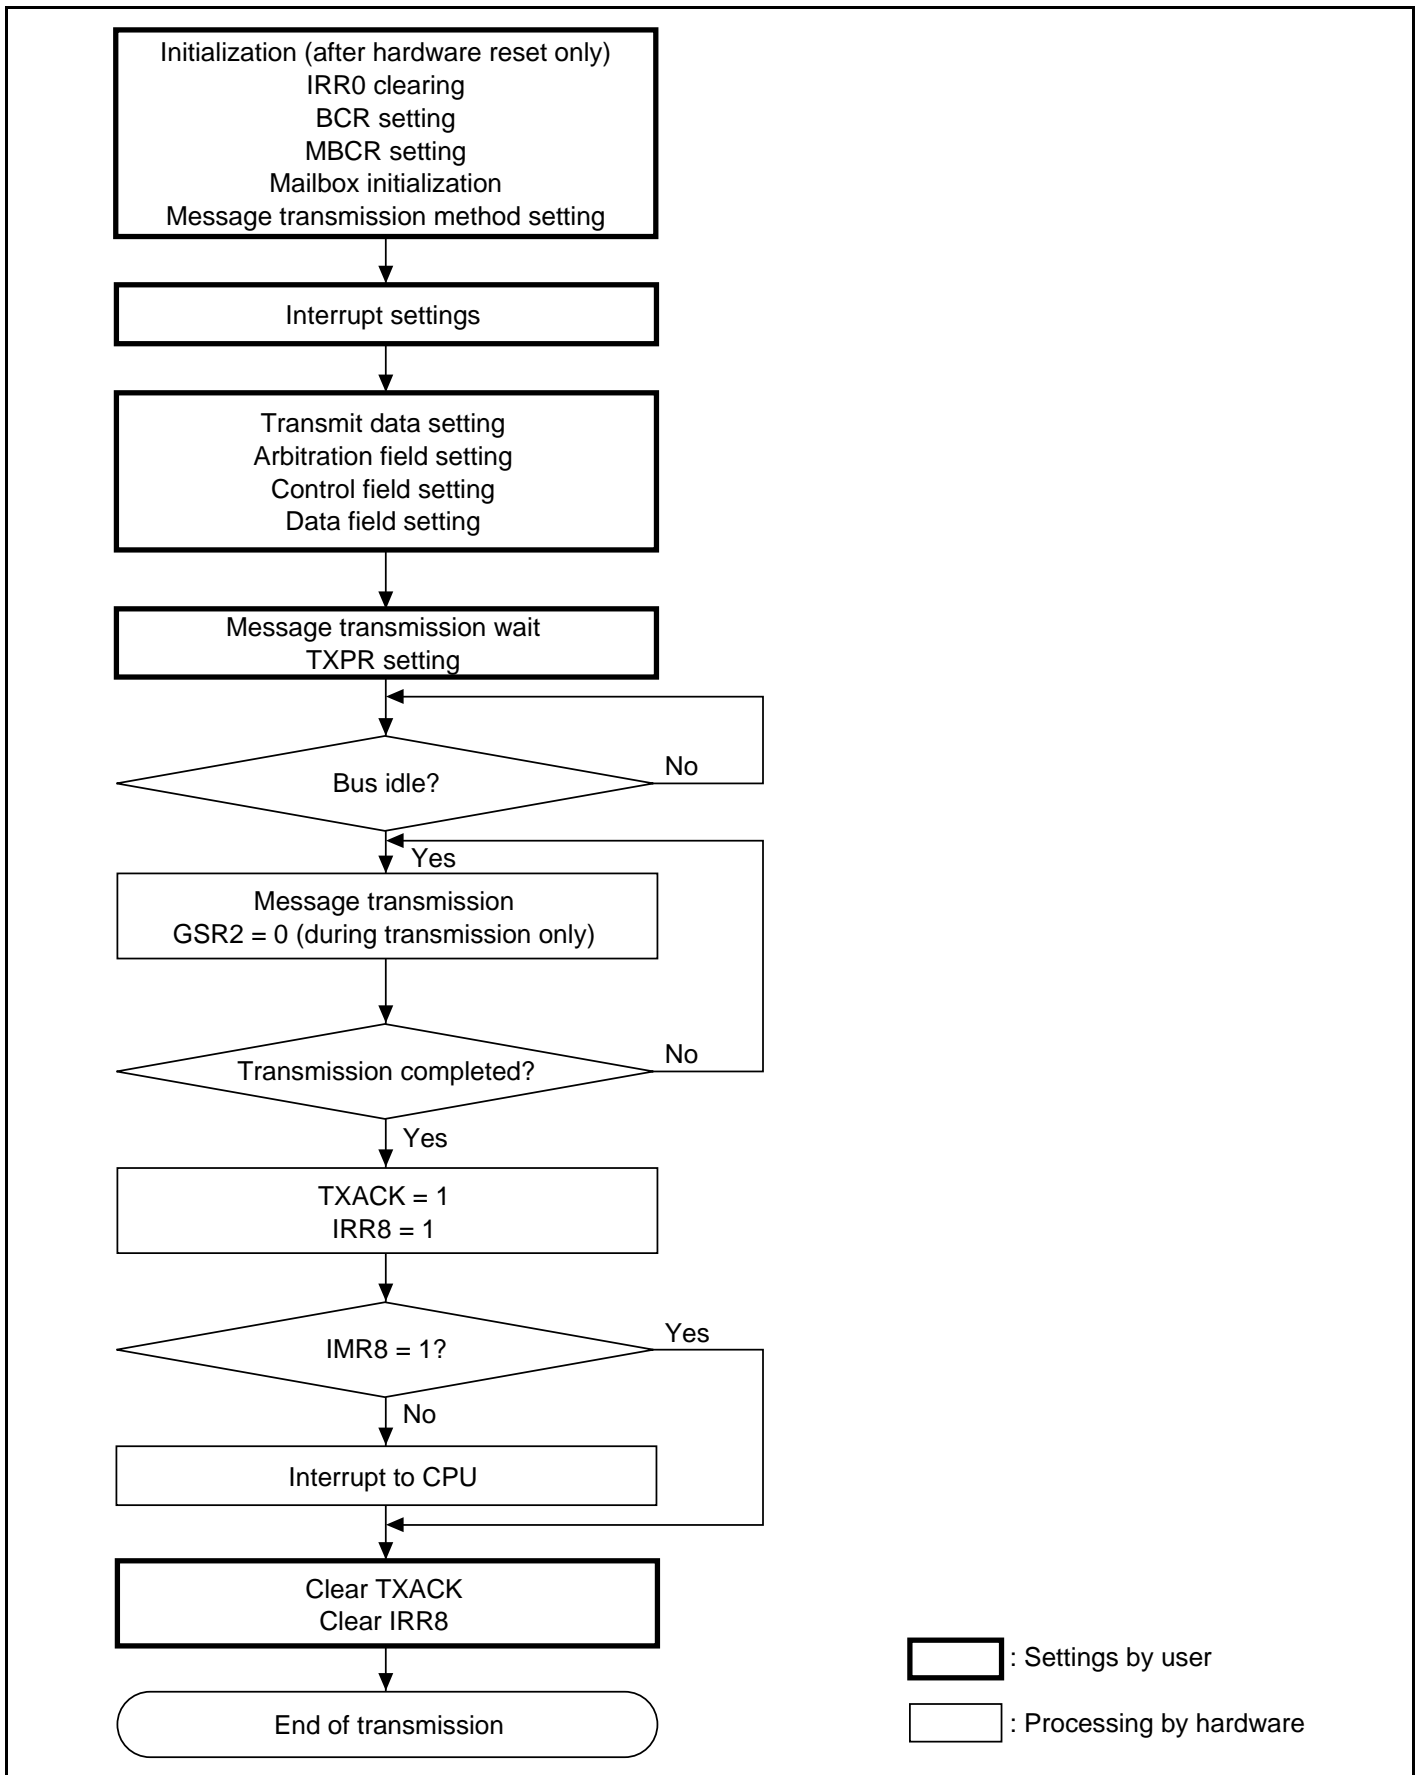 Initialization (after hardware reset only)
IRR0 clearing
BCR setting
MBCR setting
Mailbox initialization
Message transmission method setting
Interrupt settings
Transmit data setting
Arbitration field setting
Control field setting
Data field setting
Message transmission wait
TXPR setting
Bus idle?
No
Yes
Message transmission
GSR2 = 0 (during transmission only)
Transmission completed?
No
Yes
TXACK = 1
IRR8 = 1
IMR8 = 1?
Yes
No
Interrupt to CPU
Clear TXACK
Clear IRR8
End of transmission
: Settings by user
: Processing by hardware